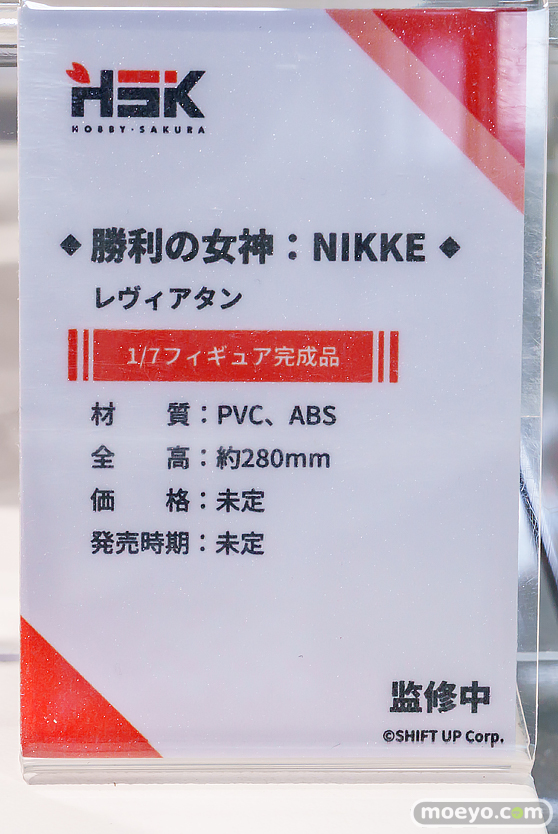 HSK
HOBBY·SAKURA
◆ 勝利の女神：NIKKE ◆
レヴィアタン
1/7フィギュア完成品
材　　質：PVC、ABS
全　　高：約280mm
価　　格：未定
発売時期：未定
監修中
©SHIFT UP Corp.
moeyo.com